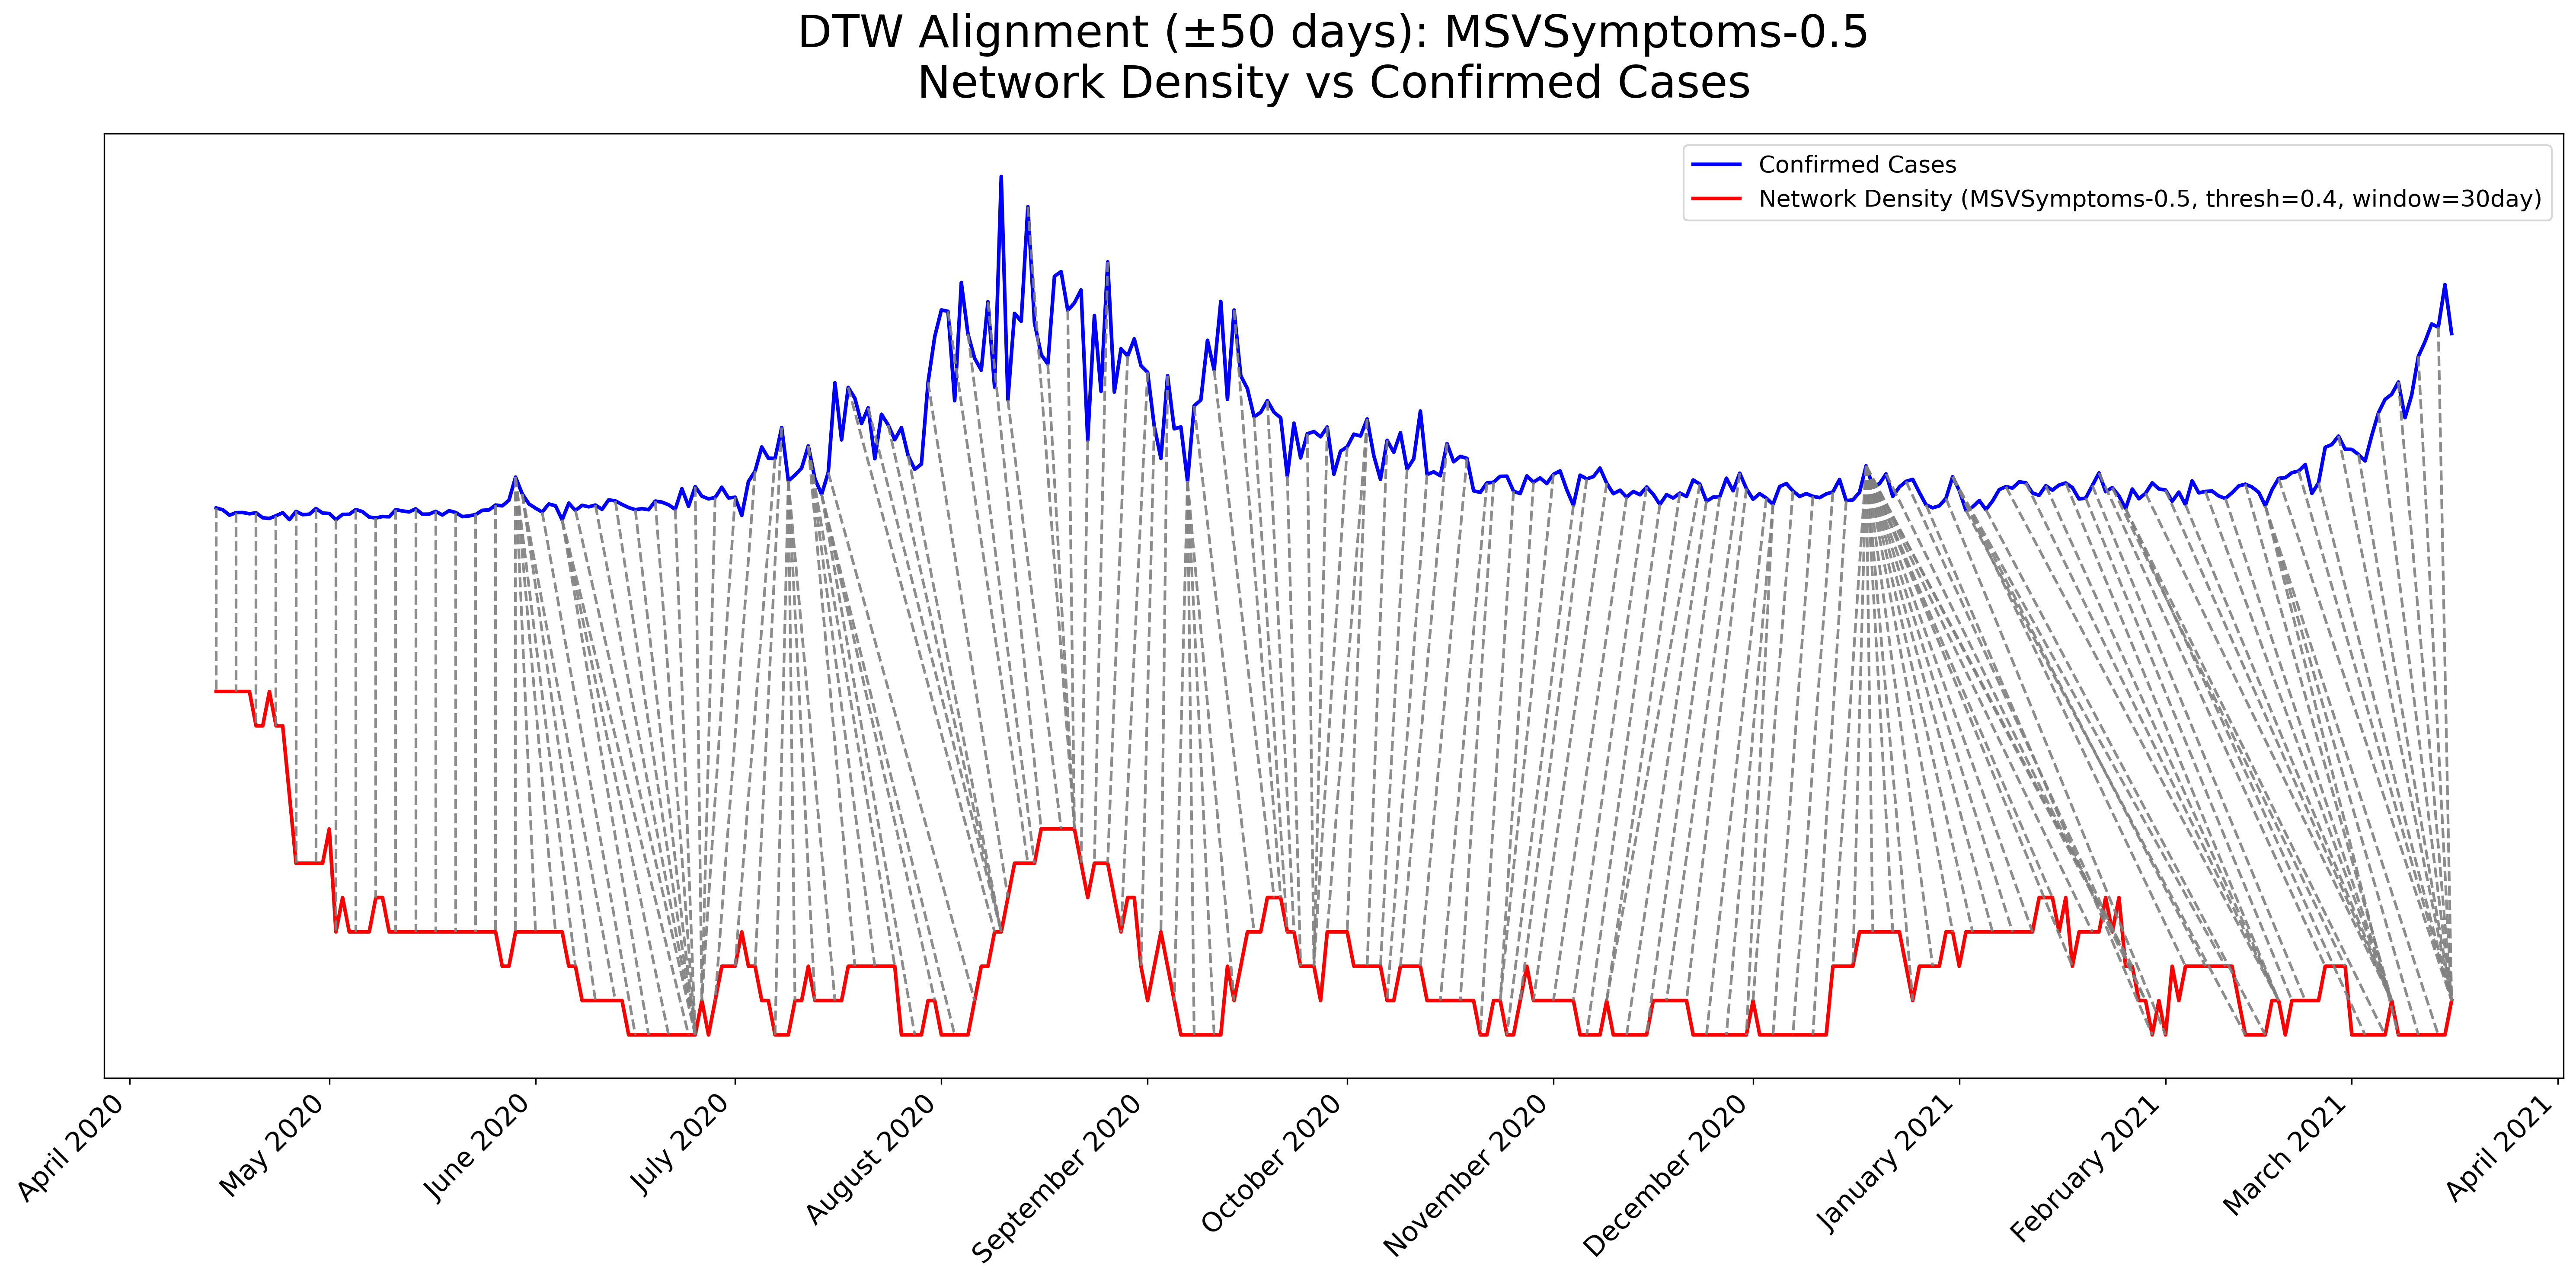 DTW Alignment (±50 days): MSVSymptoms-0.5
Network Density vs Confirmed Cases
Confirmed Cases
Network Density (MSVSymptoms-0.5, thresh=0.4, window=30day)
April 2020
May 2020
June 2020
July 2020
August 2020
September 2020
October 2020
November 2020
December 2020
January 2021
February 2021
March 2021
April 2021